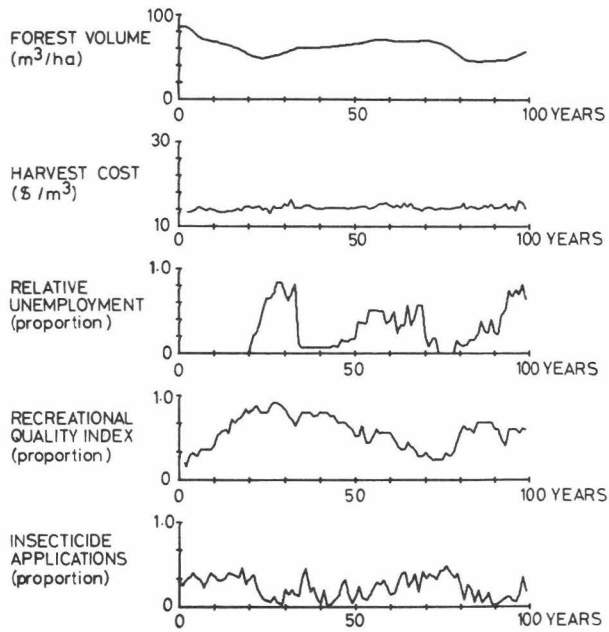 FOREST VOLUME
(m³/ha)
100
0
0
50
100 YEARS
HARVEST COST
($/m³)
30
10
0
50
100 YEARS
RELATIVE
UNEMPLOYMENT
(proportion)
1.0
0
0
50
100 YEARS
RECREATIONAL
QUALITY INDEX
(proportion)
1.0
0
0
50
100 YEARS
INSECTICIDE
APPLICATIONS
(proportion)
1.0
0
0
50
100 YEARS